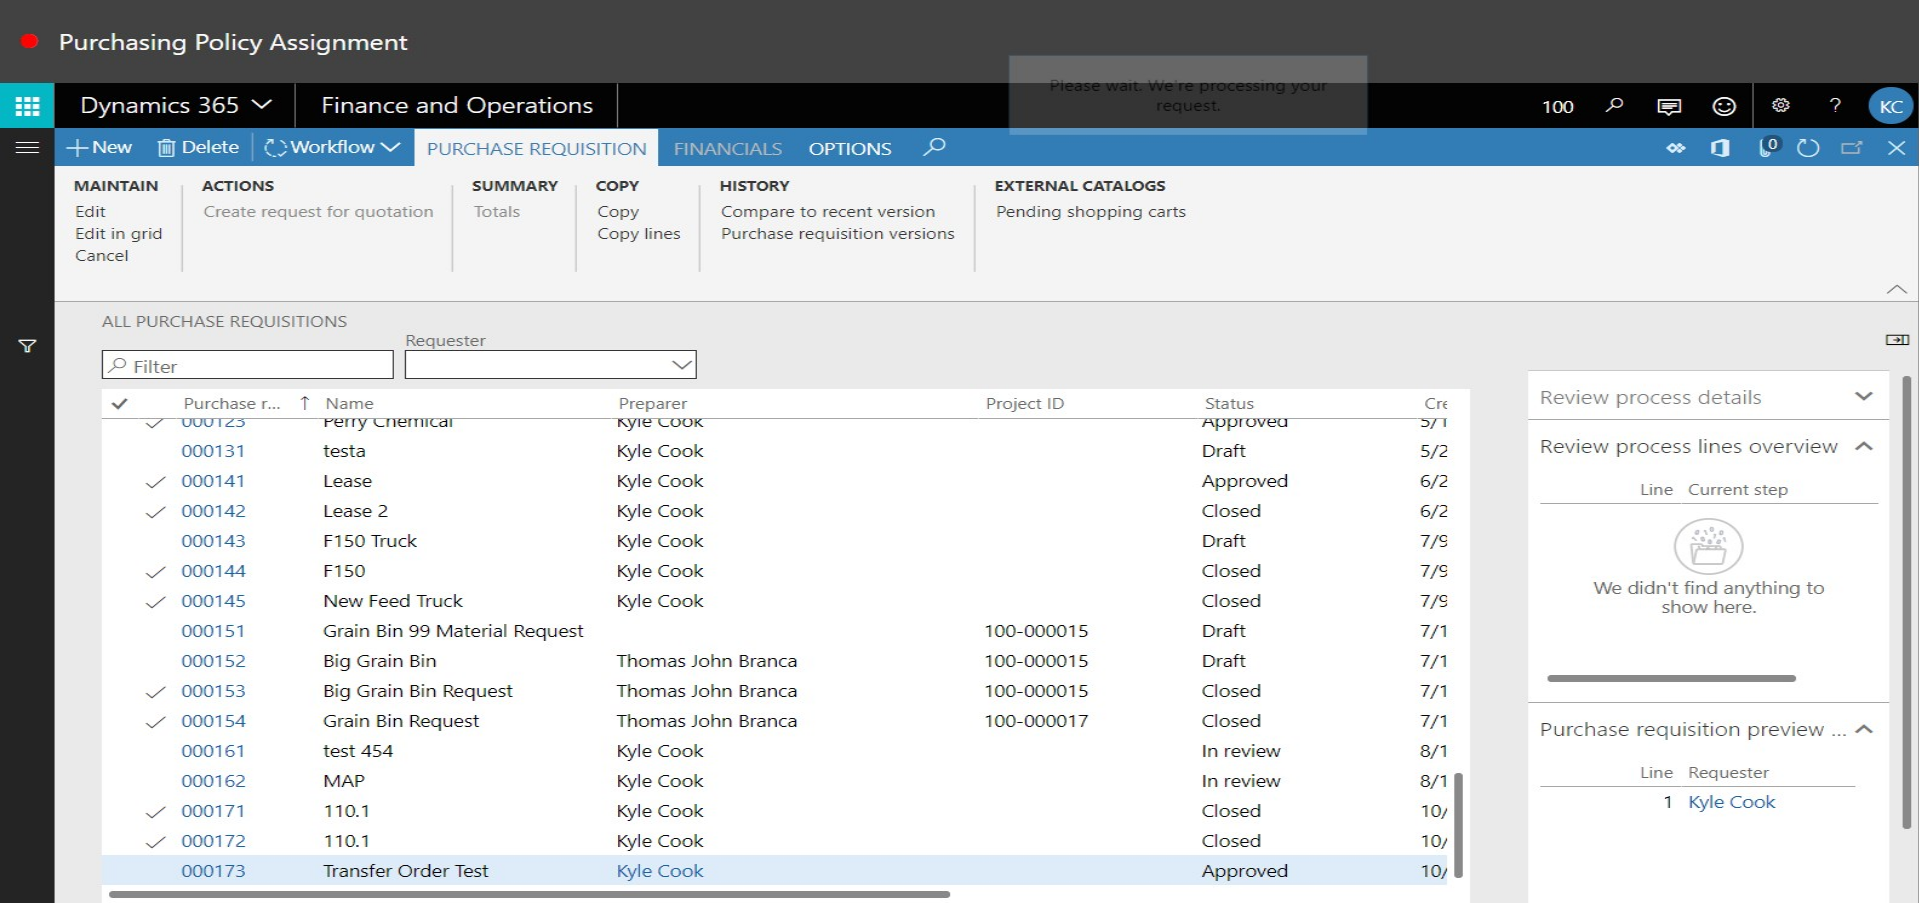 Purchasing Policy Assignment
Please wait. We're processing your
request.
Dynamics 365 Finance and Operations 100 ? KC
New Delete Workflow PURCHASE REQUISITION FINANCIALS OPTIONS 0
MAINTAIN ACTIONS SUMMARY COPY HISTORY EXTERNAL CATALOGS
Edit Create request for quotation Totals Copy Compare to recent version Pending shopping carts
Edit in grid Copy lines Purchase requisition versions
Cancel
ALL PURCHASE REQUISITIONS
Requester
Filter
Purchase r... ↑ Name Preparer Project ID Status Cre
000123 Perry Chemical Kyle Cook Approved 5/1
000131 testa Kyle Cook Draft 5/2
000141 Lease Kyle Cook Approved 6/2
000142 Lease 2 Kyle Cook Closed 6/2
000143 F150 Truck Kyle Cook Draft 7/9
000144 F150 Kyle Cook Closed 7/9
000145 New Feed Truck Kyle Cook Closed 7/9
000151 Grain Bin 99 Material Request 100-000015 Draft 7/1
000152 Big Grain Bin Thomas John Branca 100-000015 Draft 7/1
000153 Big Grain Bin Request Thomas John Branca 100-000015 Closed 7/1
000154 Grain Bin Request Thomas John Branca 100-000017 Closed 7/1
000161 test 454 Kyle Cook In review 8/1
000162 MAP Kyle Cook In review 8/1
000171 110.1 Kyle Cook Closed 10/
000172 110.1 Kyle Cook Closed 10/
000173 Transfer Order Test Kyle Cook Approved 10/
Review process details
Review process lines overview
Line Current step
We didn't find anything to
show here.
Purchase requisition preview ...
Line Requester
1 Kyle Cook